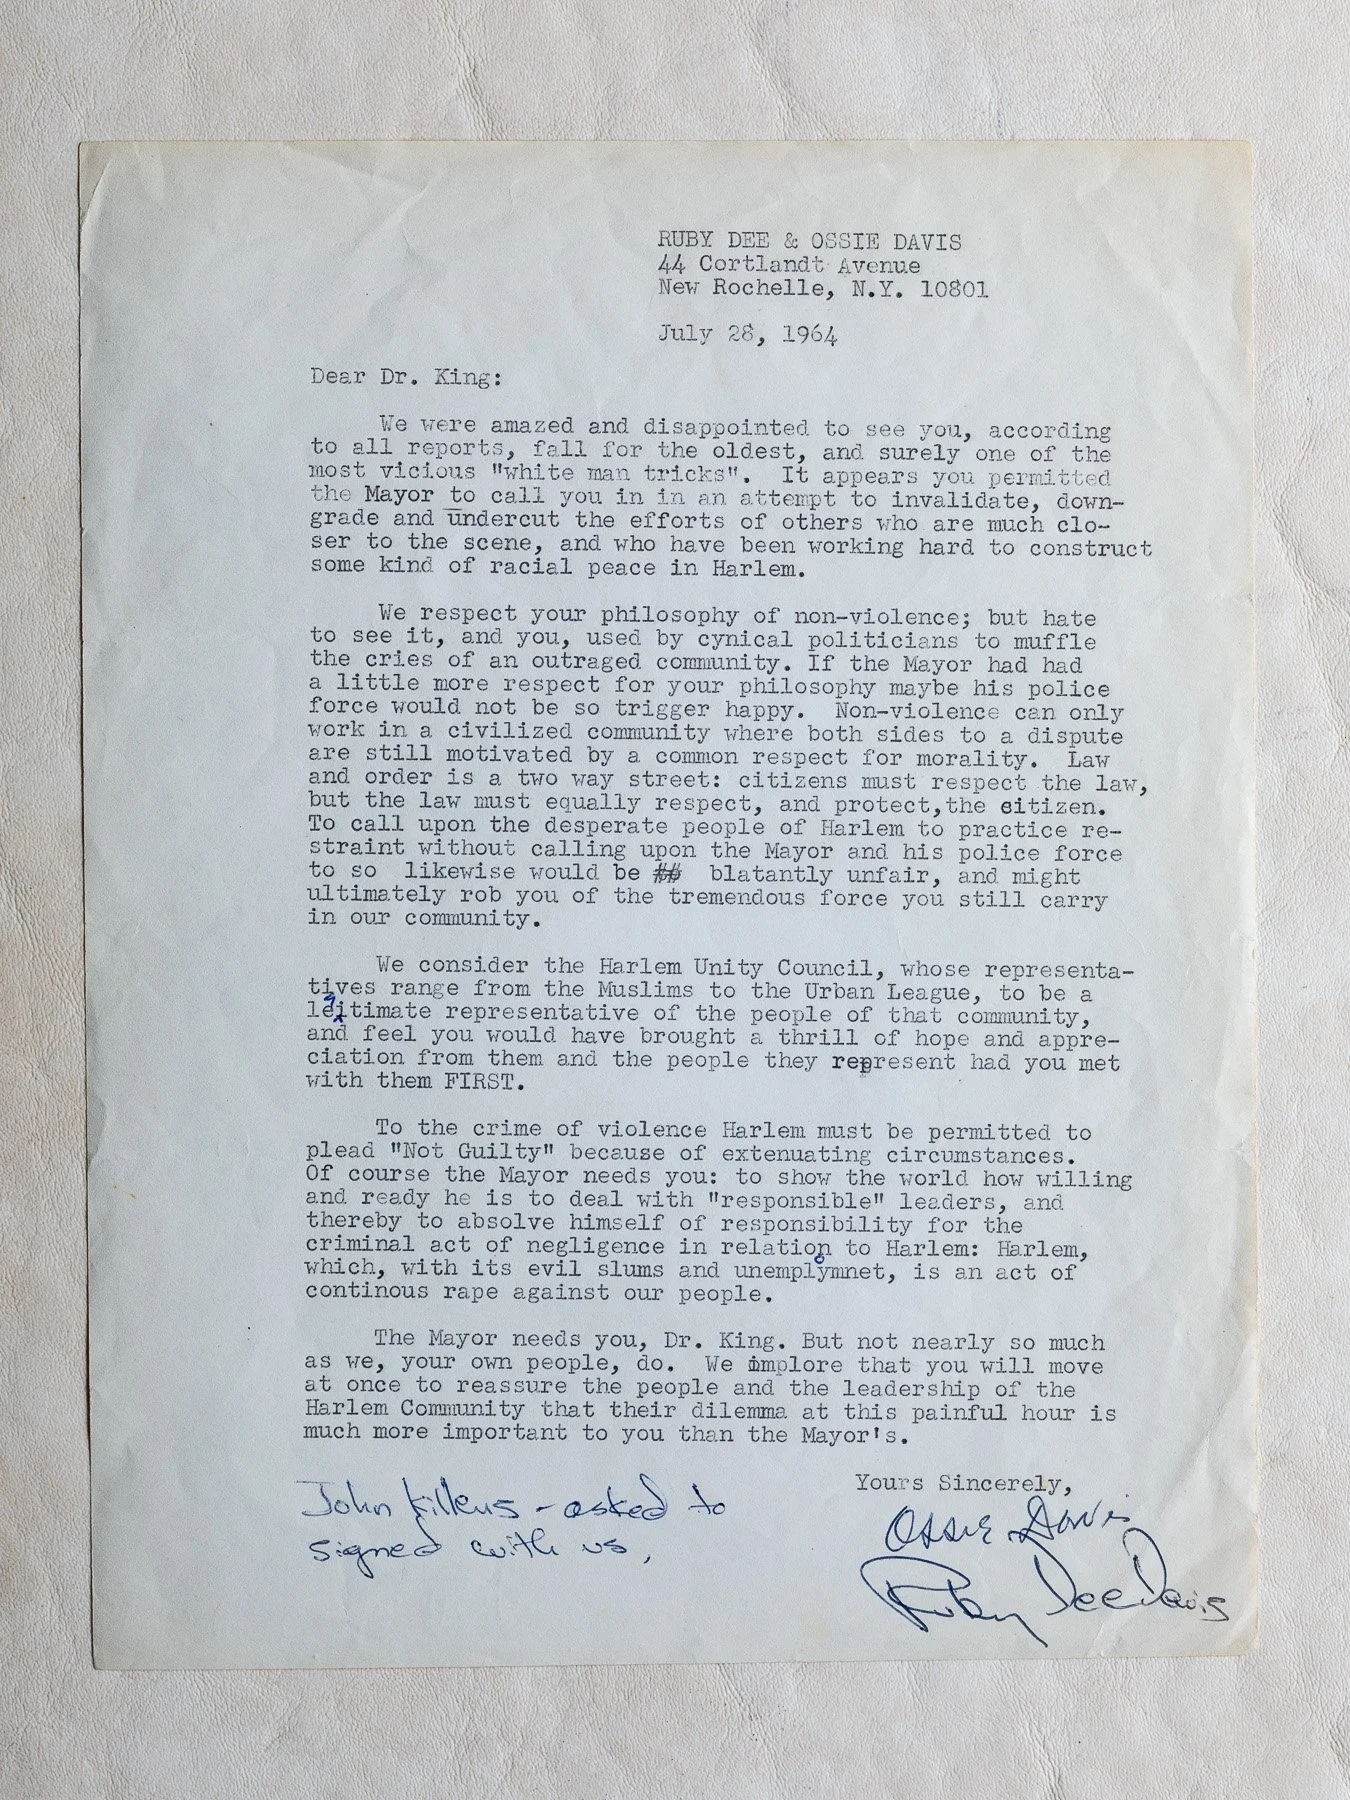 RUBY DEE & OSSIE DAVIS
44 Cortlandt Avenue
New Rochelle, N.Y. 10801
July 28, 1964
Dear Dr. King:
We were amazed and disappointed to see you, according
to all reports, fall for the oldest, and surely one of the
most vicious "white man tricks". It appears you permitted
the Mayor to call you in in an attempt to invalidate, down-
grade and undercut the efforts of others who are much clo-
ser to the scene, and who have been working hard to construct
some kind of racial peace in Harlem.
We respect your philosophy of non-violence; but hate
to see it, and you, used by cynical politicians to muffle
the cries of an outraged community. If the Mayor had had
a little more respect for your philosophy maybe his police
force would not be so trigger happy. Non-violence can only
work in a civilized community where both sides to a dispute
are still motivated by a common respect for morality. Law
and order is a two way street: citizens must respect the law,
but the law must equally respect, and protect,the citizen.
To call upon the desperate people of Harlem to practice re-
straint without calling upon the Mayor and his police force
to so likewise would be ## blatantly unfair, and might
ultimately rob you of the tremendous force you still carry
in our community.
We consider the Harlem Unity Council, whose representa-
tives range from the Muslims to the Urban League, to be a
legitimate representative of the people of that community,
and feel you would have brought a thrill of hope and appre-
ciation from them and the people they represent had you met
with them FIRST.
To the crime of violence Harlem must be permitted to
plead "Not Guilty" because of extenuating circumstances.
Of course the Mayor needs you: to show the world how willing
and ready he is to deal with "responsible" leaders, and
thereby to absolve himself of responsibility for the
criminal act of negligence in relation to Harlem: Harlem,
which, with its evil slums and unemploymnet, is an act of
continous rape against our people.
The Mayor needs you, Dr. King. But not nearly so much
as we, your own people, do. We implore that you will move
at once to reassure the people and the leadership of the
Harlem Community that their dilemma at this painful hour is
much more important to you than the Mayor's.
Yours Sincerely,
John Killens - asked to
signed with us,
Ossie Davis
Ruby Dee Davis